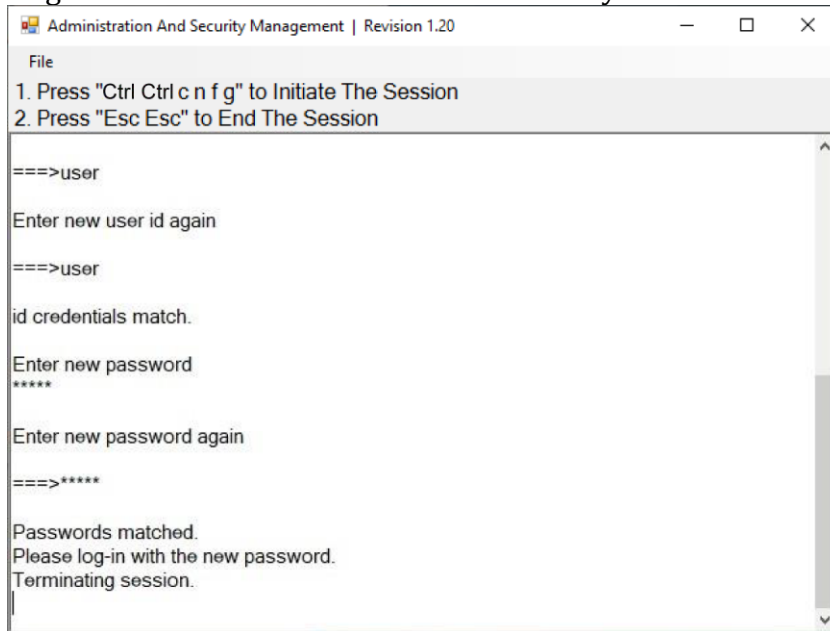 Administration And Security Management | Revision 1.20
File
1. Press "Ctrl Ctrl c n f g" to Initiate The Session
2. Press "Esc Esc" to End The Session
===>user
Enter new user id again
===>user
id credentials match.
Enter new password
*****
Enter new password again
===>*****
Passwords matched.
Please log-in with the new password.
Terminating session.